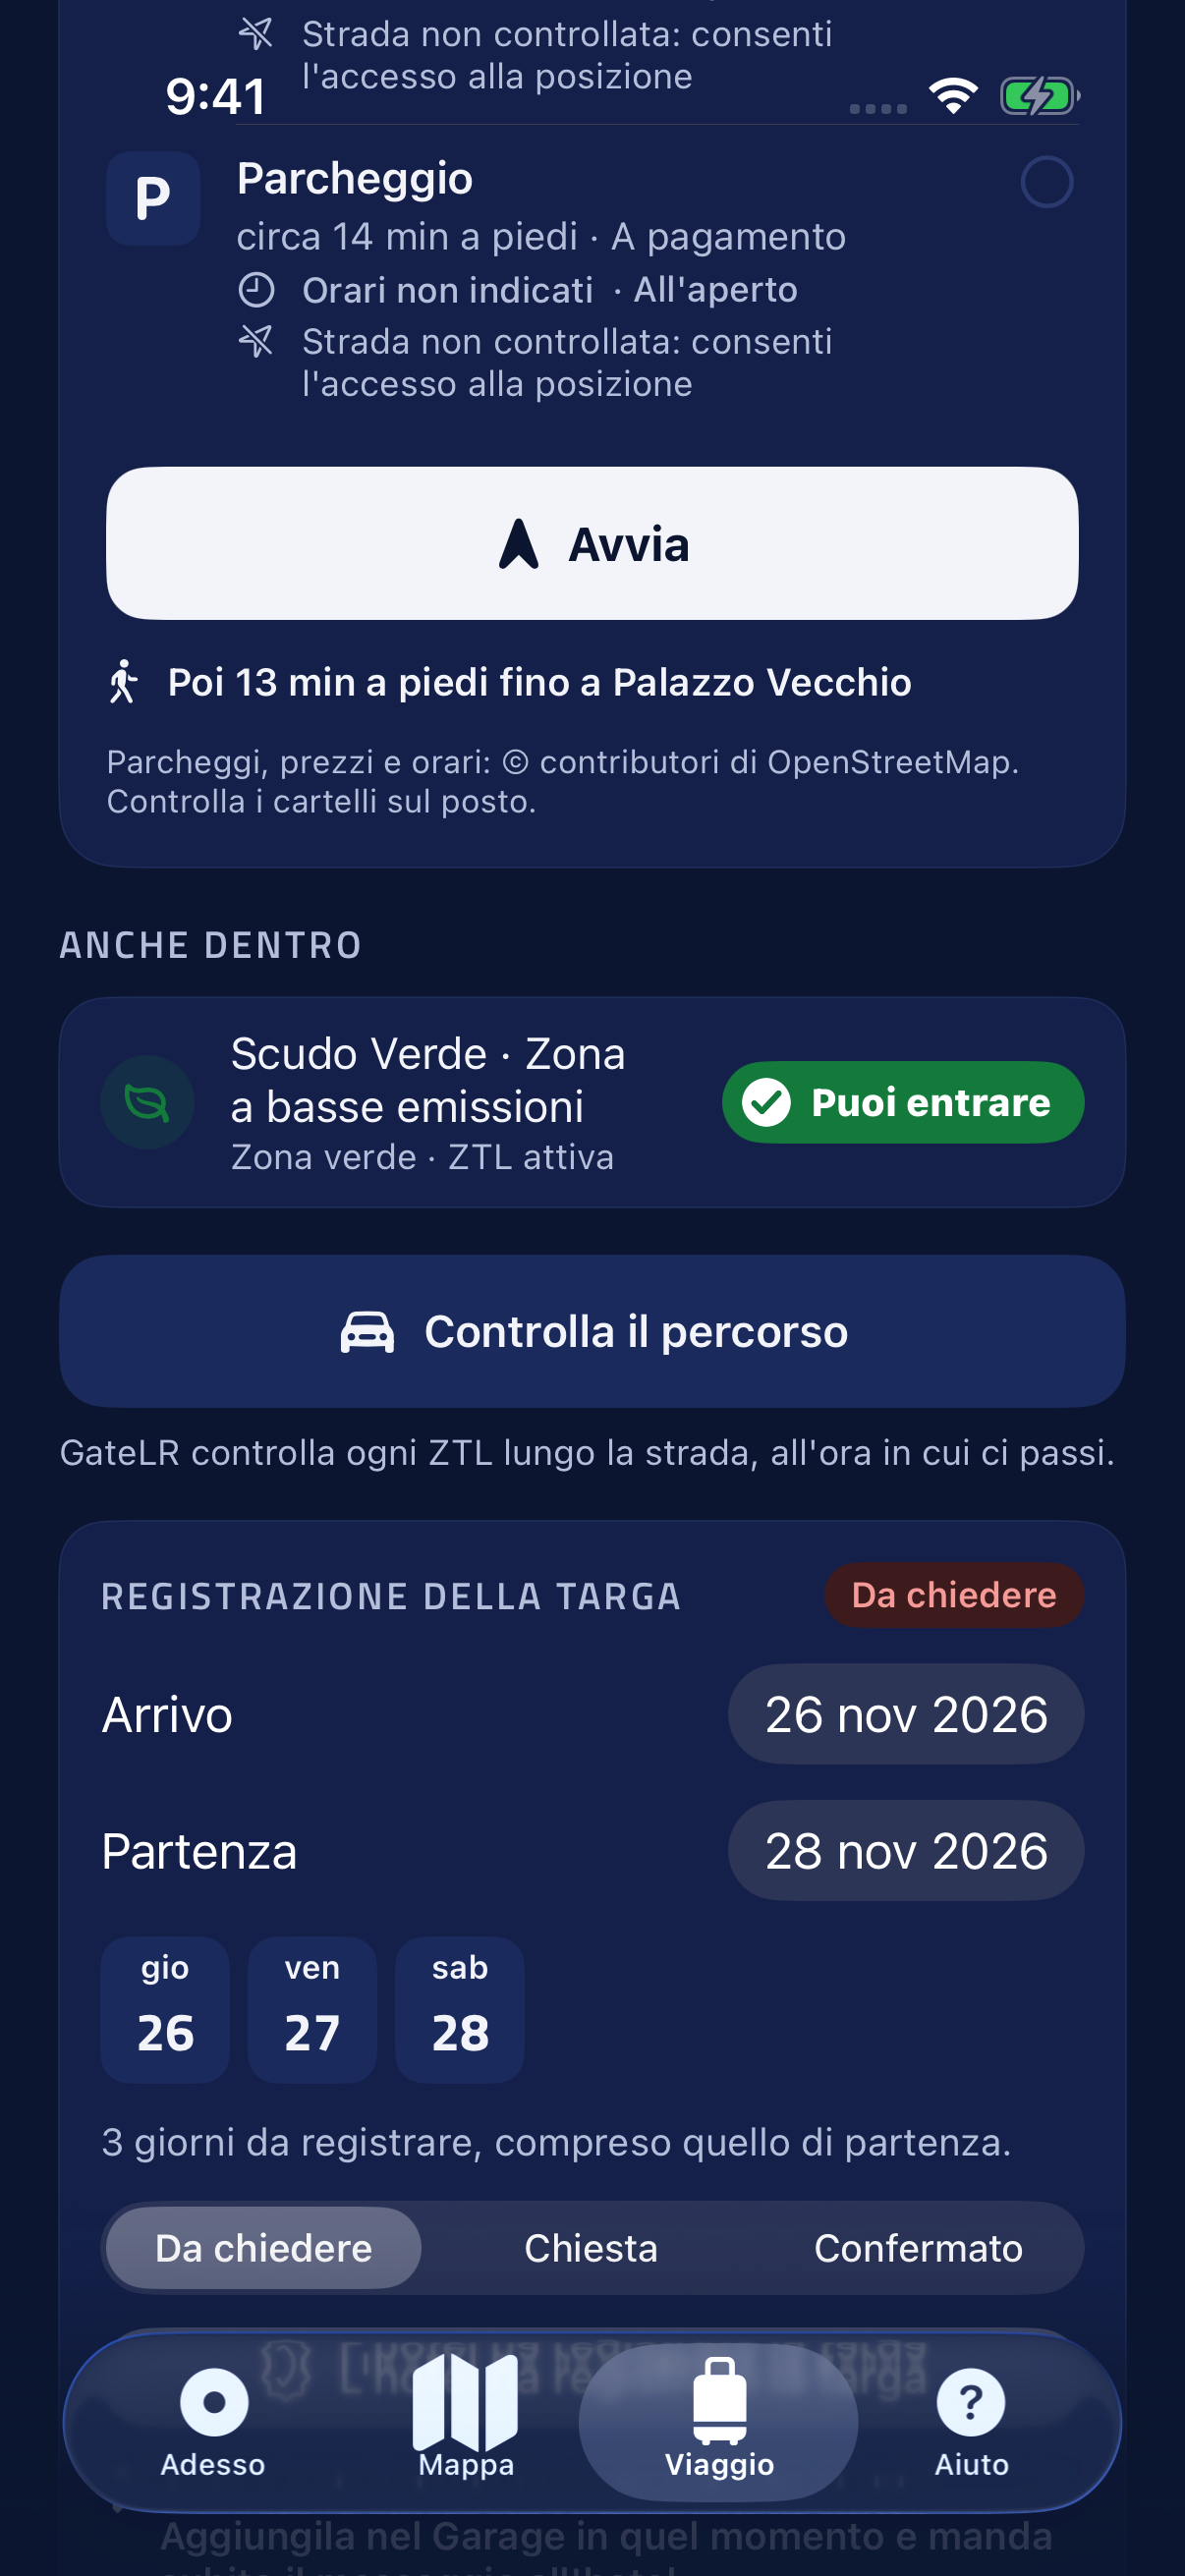 Strada non controllata: consenti
l'accesso alla posizione
9:41
P
Parcheggio
circa 14 min a piedi · A pagamento
Orari non indicati · All'aperto
Strada non controllata: consenti
l'accesso alla posizione
Avvia
Poi 13 min a piedi fino a Palazzo Vecchio
Parcheggi, prezzi e orari: © contributori di OpenStreetMap.
Controlla i cartelli sul posto.
ANCHE DENTRO
Scudo Verde · Zona
a basse emissioni
Zona verde · ZTL attiva
Puoi entrare
Controlla il percorso
GateLR controlla ogni ZTL lungo la strada, all'ora in cui ci passi.
REGISTRAZIONE DELLA TARGA
Da chiedere
Arrivo
26 nov 2026
Partenza
28 nov 2026
gio
26
ven
27
sab
28
3 giorni da registrare, compreso quello di partenza.
Da chiedere
Chiesta
Confermato
Adesso
Mappa
Viaggio
?
Aiuto
Aggiungila nel Garage in quel momento e manda